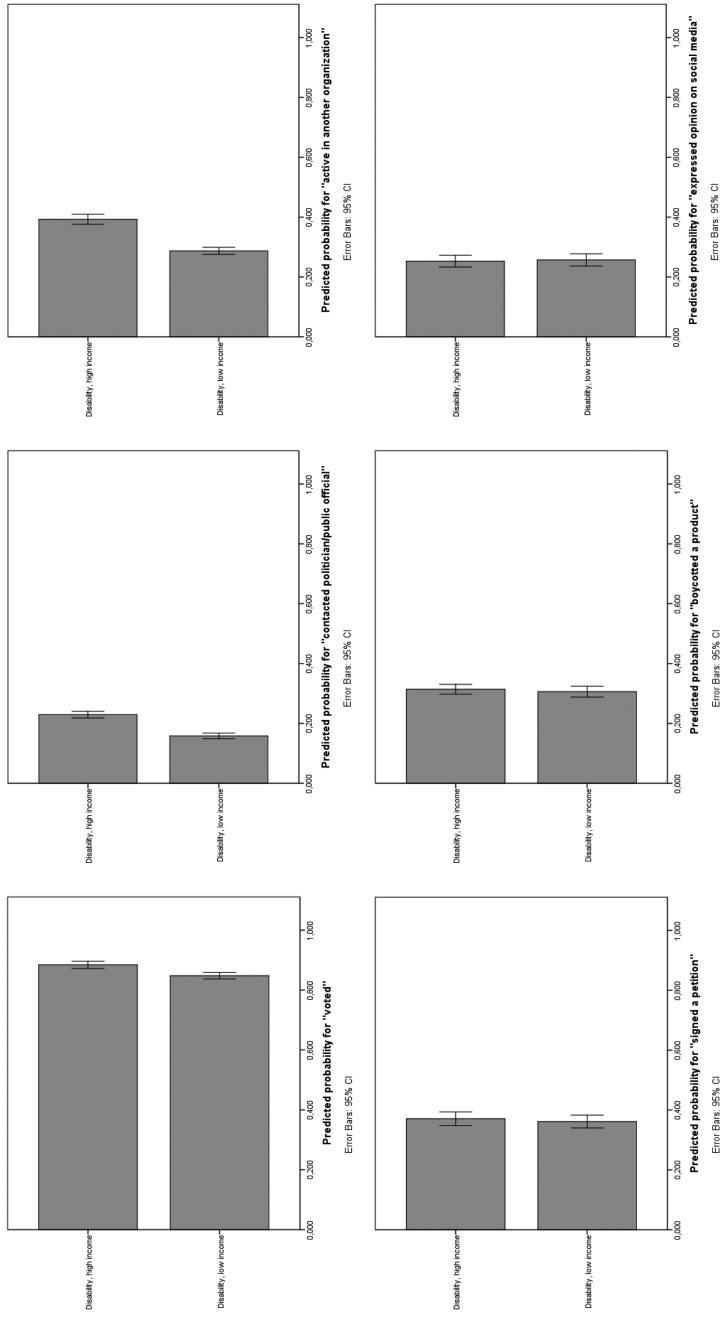 Disability, high income
Disability, low income
0,000 0,200 0,400 0,600 0,800 1,000
Predicted probability for "voted"
Error Bars: 95% CI
Disability, high income
Disability, low income
0,000 0,200 0,400 0,600 0,800 1,000
Predicted probability for "contacted politician/public official"
Error Bars: 95% CI
Disability, high income
Disability, low income
0,000 0,200 0,400 0,600 0,800 1,000
Predicted probability for "active in another organization"
Error Bars: 95% CI
Disability, high income
Disability, low income
0,000 0,200 0,400 0,600 0,800 1,000
Predicted probability for "signed a petition"
Error Bars: 95% CI
Disability, high income
Disability, low income
0,000 0,200 0,400 0,600 0,800 1,000
Predicted probability for "boycotted a product"
Error Bars: 95% CI
Disability, high income
Disability, low income
0,000 0,200 0,400 0,600 0,800 1,000
Predicted probability for "expressed opinion on social media"
Error Bars: 95% CI